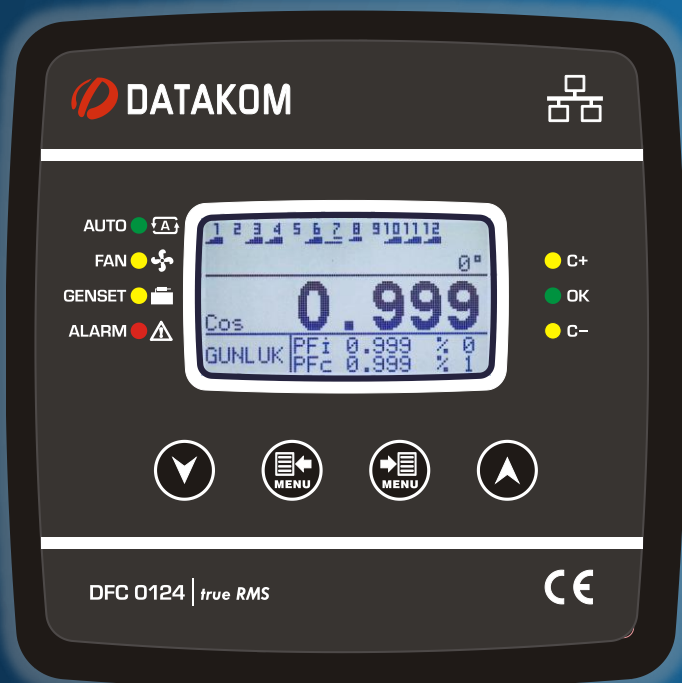 DATAKOM
AUTO A
FAN
GENSET
ALARM
1 2 3 4 5 6 7 8 9 10 11 12
0°
Cos 0.999
GUNLUK
PFi 0.999 % 0
PFc 0.999 % 1
C+
OK
C-
MENU
MENU
DFC 0124 | true RMS
CE